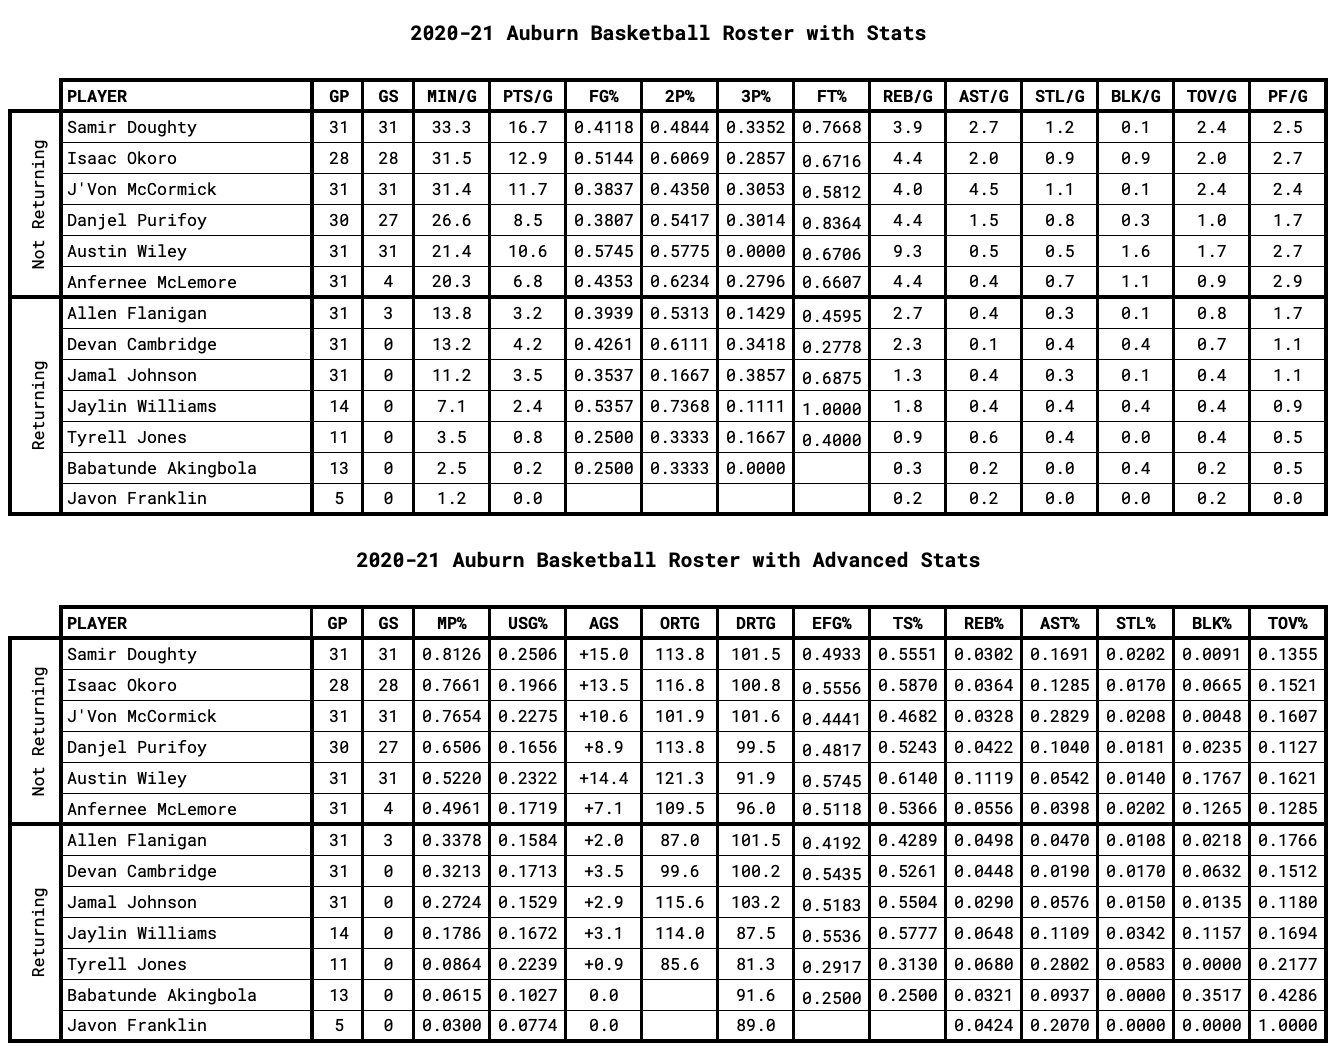 2020-21 Auburn Basketball Roster with Stats
PLAYER GP GS MIN/G PTS/G FG% 2P% 3P% FT% REB/G AST/G STL/G BLK/G TOV/G PF/G
Not Returning
Samir Doughty 31 31 33.3 16.7 0.4118 0.4844 0.3352 0.7668 3.9 2.7 1.2 0.1 2.4 2.5
Isaac Okoro 28 28 31.5 12.9 0.5144 0.6069 0.2857 0.6716 4.4 2.0 0.9 0.9 2.0 2.7
J'Von McCormick 31 31 31.4 11.7 0.3837 0.4350 0.3053 0.5812 4.0 4.5 1.1 0.1 2.4 2.4
Danjel Purifoy 30 27 26.6 8.5 0.3807 0.5417 0.3014 0.8364 4.4 1.5 0.8 0.3 1.0 1.7
Austin Wiley 31 31 21.4 10.6 0.5745 0.5775 0.0000 0.6706 9.3 0.5 0.5 1.6 1.7 2.7
Anfernee McLemore 31 4 20.3 6.8 0.4353 0.6234 0.2796 0.6607 4.4 0.4 0.7 1.1 0.9 2.9
Returning
Allen Flanigan 31 3 13.8 3.2 0.3939 0.5313 0.1429 0.4595 2.7 0.4 0.3 0.1 0.8 1.7
Devan Cambridge 31 0 13.2 4.2 0.4261 0.6111 0.3418 0.2778 2.3 0.1 0.4 0.4 0.7 1.1
Jamal Johnson 31 0 11.2 3.5 0.3537 0.1667 0.3857 0.6875 1.3 0.4 0.3 0.1 0.4 1.1
Jaylin Williams 14 0 7.1 2.4 0.5357 0.7368 0.1111 1.0000 1.8 0.4 0.4 0.4 0.4 0.9
Tyrell Jones 11 0 3.5 0.8 0.2500 0.3333 0.1667 0.4000 0.9 0.6 0.4 0.0 0.4 0.5
Babatunde Akingbola 13 0 2.5 0.2 0.2500 0.3333 0.0000 0.3 0.2 0.0 0.4 0.2 0.5
Javon Franklin 5 0 1.2 0.0 0.2 0.2 0.0 0.0 0.2 0.0
2020-21 Auburn Basketball Roster with Advanced Stats
PLAYER GP GS MP% USG% AGS ORTG DRTG EFG% TS% REB% AST% STL% BLK% TOV%
Not Returning
Samir Doughty 31 31 0.8126 0.2506 +15.0 113.8 101.5 0.4933 0.5551 0.0302 0.1691 0.0202 0.0091 0.1355
Isaac Okoro 28 28 0.7661 0.1966 +13.5 116.8 100.8 0.5556 0.5870 0.0364 0.1285 0.0170 0.0665 0.1521
J'Von McCormick 31 31 0.7654 0.2275 +10.6 101.9 101.6 0.4441 0.4682 0.0328 0.2829 0.0208 0.0048 0.1607
Danjel Purifoy 30 27 0.6506 0.1656 +8.9 113.8 99.5 0.4817 0.5243 0.0422 0.1040 0.0181 0.0235 0.1127
Austin Wiley 31 31 0.5220 0.2322 +14.4 121.3 91.9 0.5745 0.6140 0.1119 0.0542 0.0140 0.1767 0.1621
Anfernee McLemore 31 4 0.4961 0.1719 +7.1 109.5 96.0 0.5118 0.5366 0.0556 0.0398 0.0202 0.1265 0.1285
Returning
Allen Flanigan 31 3 0.3378 0.1584 +2.0 87.0 101.5 0.4192 0.4289 0.0498 0.0470 0.0108 0.0218 0.1766
Devan Cambridge 31 0 0.3213 0.1713 +3.5 99.6 100.2 0.5435 0.5261 0.0448 0.0190 0.0170 0.0632 0.1512
Jamal Johnson 31 0 0.2724 0.1529 +2.9 115.6 103.2 0.5183 0.5504 0.0290 0.0576 0.0150 0.0135 0.1180
Jaylin Williams 14 0 0.1786 0.1672 +3.1 114.0 87.5 0.5536 0.5777 0.0648 0.1109 0.0342 0.1157 0.1694
Tyrell Jones 11 0 0.0864 0.2239 +0.9 85.6 81.3 0.2917 0.3130 0.0680 0.2802 0.0583 0.0000 0.2177
Babatunde Akingbola 13 0 0.0615 0.1027 0.0 91.6 0.2500 0.2500 0.0321 0.0937 0.0000 0.3517 0.4286
Javon Franklin 5 0 0.0300 0.0774 0.0 89.0 0.0424 0.2070 0.0000 0.0000 1.0000